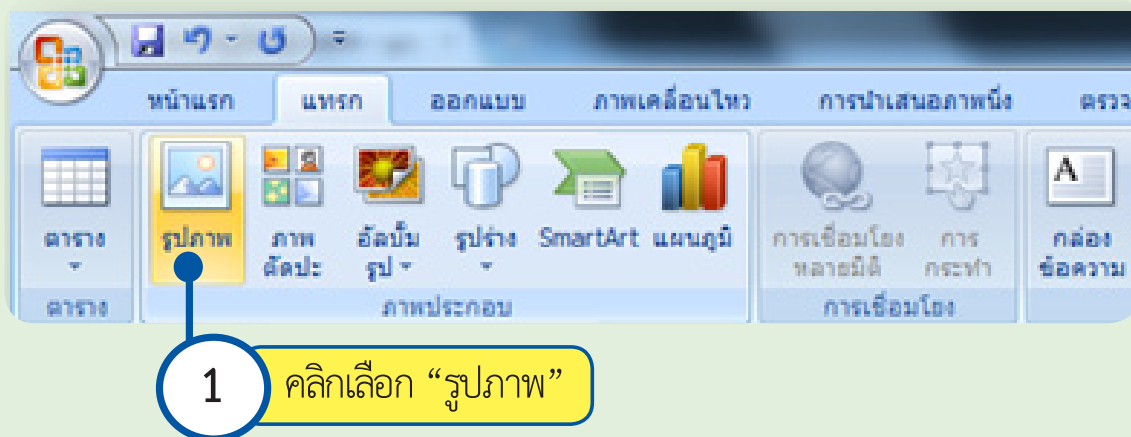 หน้าแรก แทรก ออกแบบ ภาพเคลื่อนไหว การนำเสนอภาพนิ่ง ตรวจ
ตาราง รูปภาพ ภาพ อัลบั้ม รูปร่าง SmartArt แผนภูมิ การเชื่อมโยง การ กล่อง
ตัดปะ รูป หลายมิติ กระทำ ข้อความ
ตาราง ภาพประกอบ การเชื่อมโยง
1 คลิกเลือก “รูปภาพ”